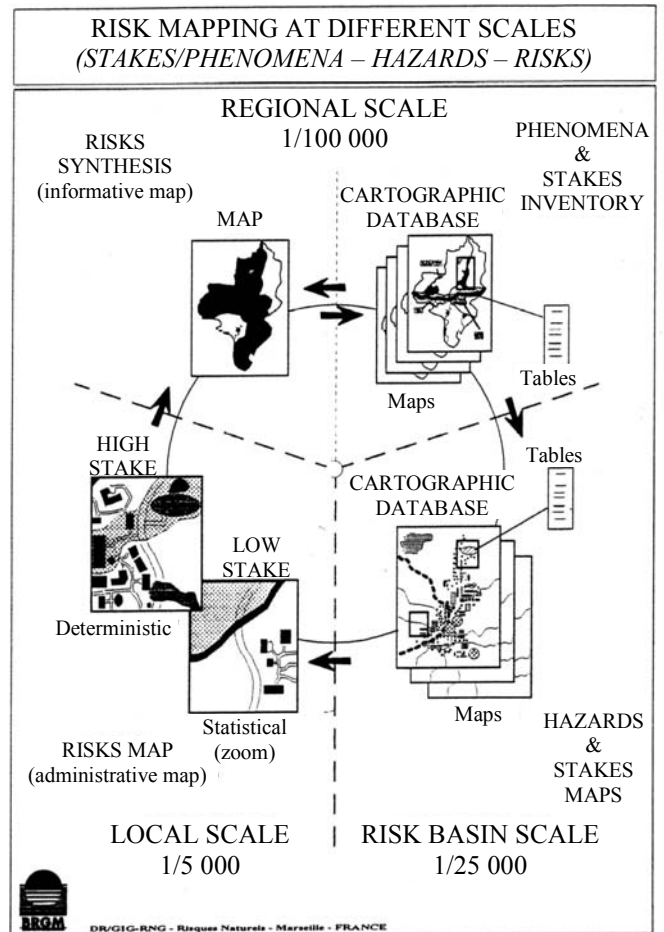 RISK MAPPING AT DIFFERENT SCALES
(STAKES/PHENOMENA – HAZARDS – RISKS)
REGIONAL SCALE
1/100 000
RISKS
SYNTHESIS
(informative map)
PHENOMENA
&
STAKES
INVENTORY
MAP
CARTOGRAPHIC
DATABASE
Maps
Tables
HIGH
STAKE
Deterministic
LOW
STAKE
Statistical
(zoom)
CARTOGRAPHIC
DATABASE
Tables
Maps
RISKS MAP
(administrative map)
HAZARDS
&
STAKES
MAPS
LOCAL SCALE
1/5 000
RISK BASIN SCALE
1/25 000
BRGM
DR/GIG-RNG - Risques Naturels - Marseille - FRANCE